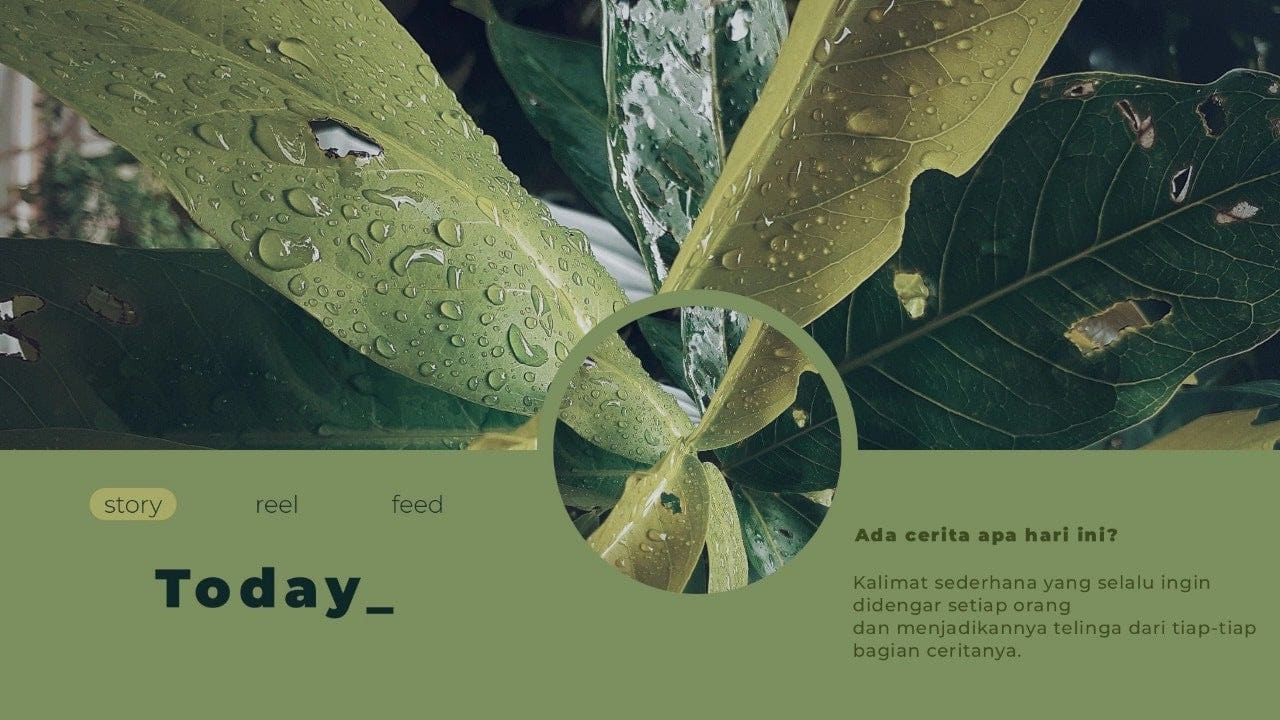 story
reel
feed
Today_
Ada cerita apa hari ini?
Kalimat sederhana yang selalu ingin
didengar setiap orang
dan menjadikannya telinga dari tiap-tiap
bagian ceritanya.